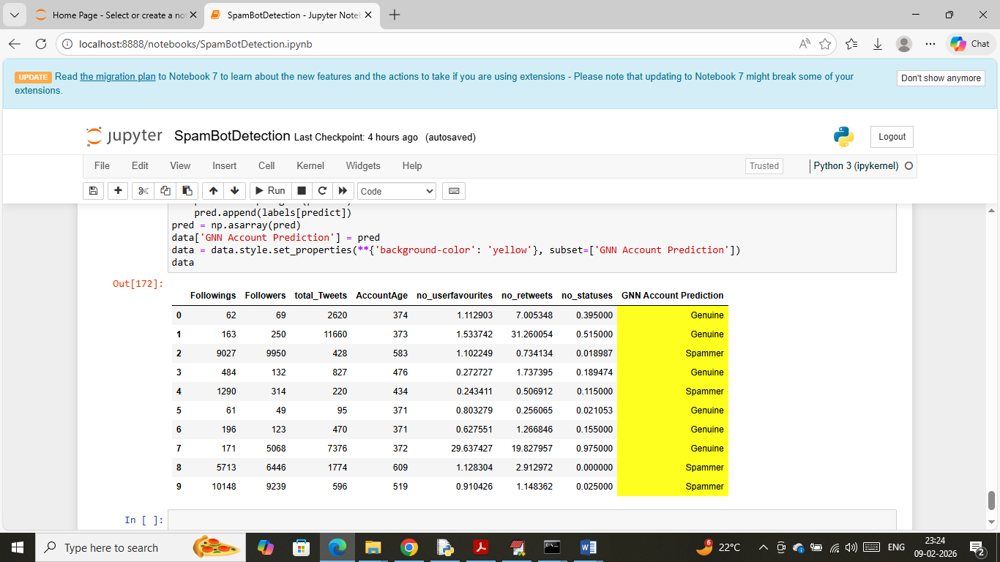 Home Page - Select or create a no
SpamBotDetection - Jupyter Note
localhost:8888/notebooks/SpamBotDetection.ipynb
Chat
UPDATE Read the migration plan to Notebook 7 to learn about the new features and the actions to take if you are using extensions - Please note that updating to Notebook 7 might break some of your
extensions.
Don't show anymore
jupyter SpamBotDetection Last Checkpoint: 4 hours ago (autosaved)
Logout
File Edit View Insert Cell Kernel Widgets Help
Trusted
Python 3 (ipykernel)
Run
Code
pred.append(labels[predict])
pred = np.asarray(pred)
data['GNN Account Prediction'] = pred
data = data.style.set_properties(**{'background-color': 'yellow'}, subset=['GNN Account Prediction'])
data
Out[172]:
Followings Followers total_Tweets AccountAge no_userfavourites no_retweets no_statuses GNN Account Prediction
0 62 69 2620 374 1.112903 7.005348 0.395000 Genuine
1 163 250 11660 373 1.533742 31.260054 0.515000 Genuine
2 9027 9950 428 583 1.102249 0.734134 0.018987 Spammer
3 484 132 827 476 0.272727 1.737395 0.189474 Genuine
4 1290 314 220 434 0.243411 0.506912 0.115000 Spammer
5 61 49 95 371 0.803279 0.256065 0.021053 Genuine
6 196 123 470 371 0.627551 1.266846 0.155000 Genuine
7 171 5068 7376 372 29.637427 19.827957 0.975000 Genuine
8 5713 6446 1774 609 1.128304 2.912972 0.000000 Spammer
9 10148 9239 596 519 0.910426 1.148362 0.025000 Spammer
In [ ]:
Type here to search
6
22°C
ENG
23:24
09-02-2026
2